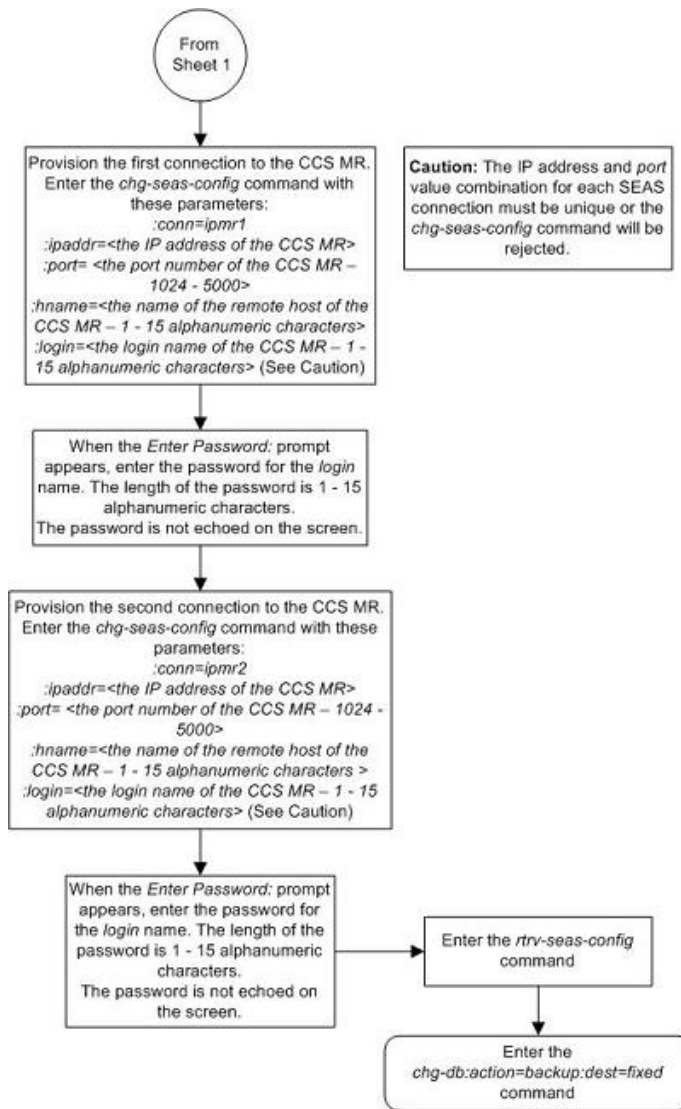 From
Sheet 1
Provision the first connection to the CCS MR.
Enter the chg-seas-config command with
these parameters:
:conn=ipmr1
:ipaddr=<the IP address of the CCS MR>
:port= <the port number of the CCS MR –
1024 - 5000>
:hname=<the name of the remote host of the
CCS MR – 1 - 15 alphanumeric characters>
:login=<the login name of the CCS MR – 1 -
15 alphanumeric characters> (See Caution)
Caution: The IP address and port
value combination for each SEAS
connection must be unique or the
chg-seas-config command will be
rejected.
When the Enter Password: prompt
appears, enter the password for the login
name. The length of the password is 1 - 15
alphanumeric characters.
The password is not echoed on the screen.
Provision the second connection to the CCS MR.
Enter the chg-seas-config command with these
parameters:
:conn=ipmr2
:ipaddr=<the IP address of the CCS MR>
:port= <the port number of the CCS MR – 1024 -
5000>
:hname=<the name of the remote host of the
CCS MR – 1 - 15 alphanumeric characters >
:login=<the login name of the CCS MR – 1 - 15
alphanumeric characters> (See Caution)
When the Enter Password: prompt
appears, enter the password for
the login name. The length of the
password is 1 - 15 alphanumeric
characters.
The password is not echoed on
the screen.
Enter the rtrv-seas-config
command
Enter the
chg-db:action=backup:dest=fixed
command